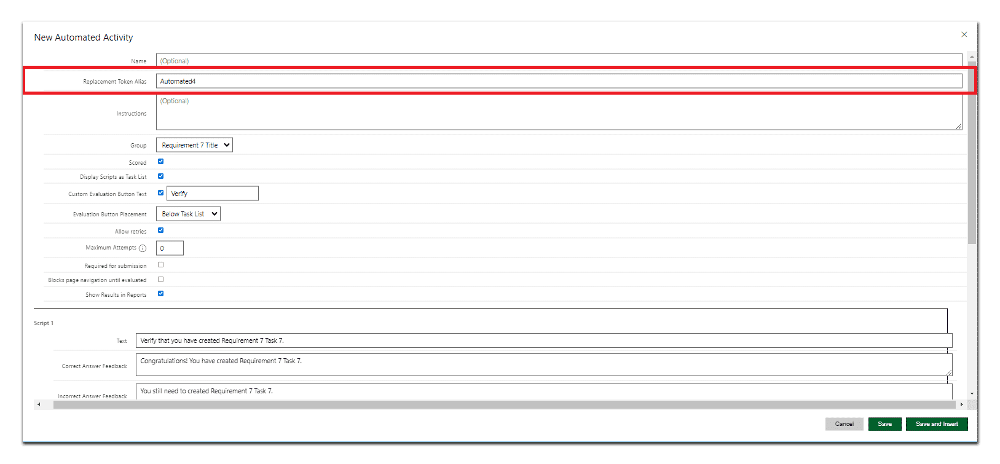 New Automated Activity
Name (Optional)
Replacement Token Alias Automated4
(Optional)
Instructions
Group Requirement 7 Title
Scored
Display Scripts as Task List
Custom Evaluation Button Text Verify
Evaluation Button Placement Below Task List
Allow retries
Maximum Attempts i 0
Required for submission
Blocks page navigation until evaluated
Show Results in Reports
Script 1
Text Verify that you have created Requirement 7 Task 7.
Congratulations! You have created Requirement 7 Task 7.
Correct Answer Feedback
You still need to created Requirement 7 Task 7.
Incorrect Answer Feedback
Cancel Save Save and Insert